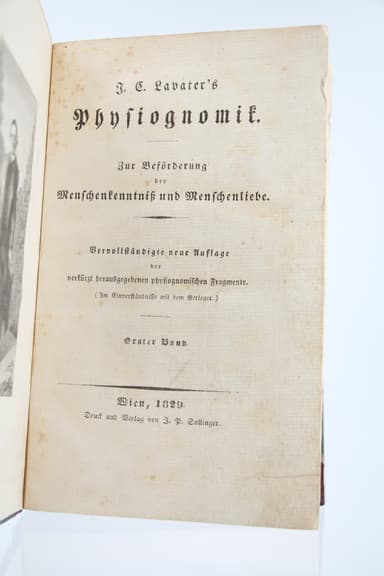 J. C. Lavater's
Physiognomik.
Zur Beförderung
der
Menschenkenntniß und Menschenliebe.
Vervollständigte neue Auflage
der
verkürzt herausgegebenen physiognomischen Fragmente.
(Im Einverständnisse mit dem Verleger.)
Erster Band.
Wien, 1829.
Druck und Verlag von J. P. Sollinger.